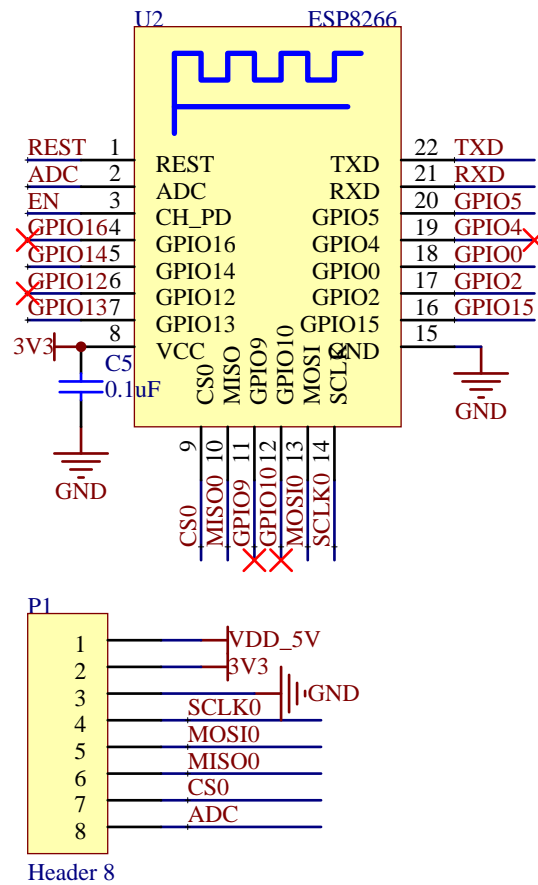 U2 ESP8266
REST 1 REST TXD 22 TXD
ADC 2 ADC RXD 21 RXD
EN 3 CH_PD GPIO5 20 GPIO5
GPIO16 4 GPIO16 GPIO4 19 GPIO4
GPIO14 5 GPIO14 GPIO0 18 GPIO0
GPIO12 6 GPIO12 GPIO2 17 GPIO2
GPIO13 7 GPIO13 GPIO15 16 GPIO15
3V3 8 VCC GND 15
C5
0.1uF
GND
GND
CS0 MISO GPIO9 GPIO10 MOSI SCLK
9 10 11 12 13 14
CS0 MISO0 GPIO9 GPIO10 MOSI0 SCLK0
P1
1 VDD_5V
2 3V3
3 GND
4 SCLK0
5 MOSI0
6 MISO0
7 CS0
8 ADC
Header 8